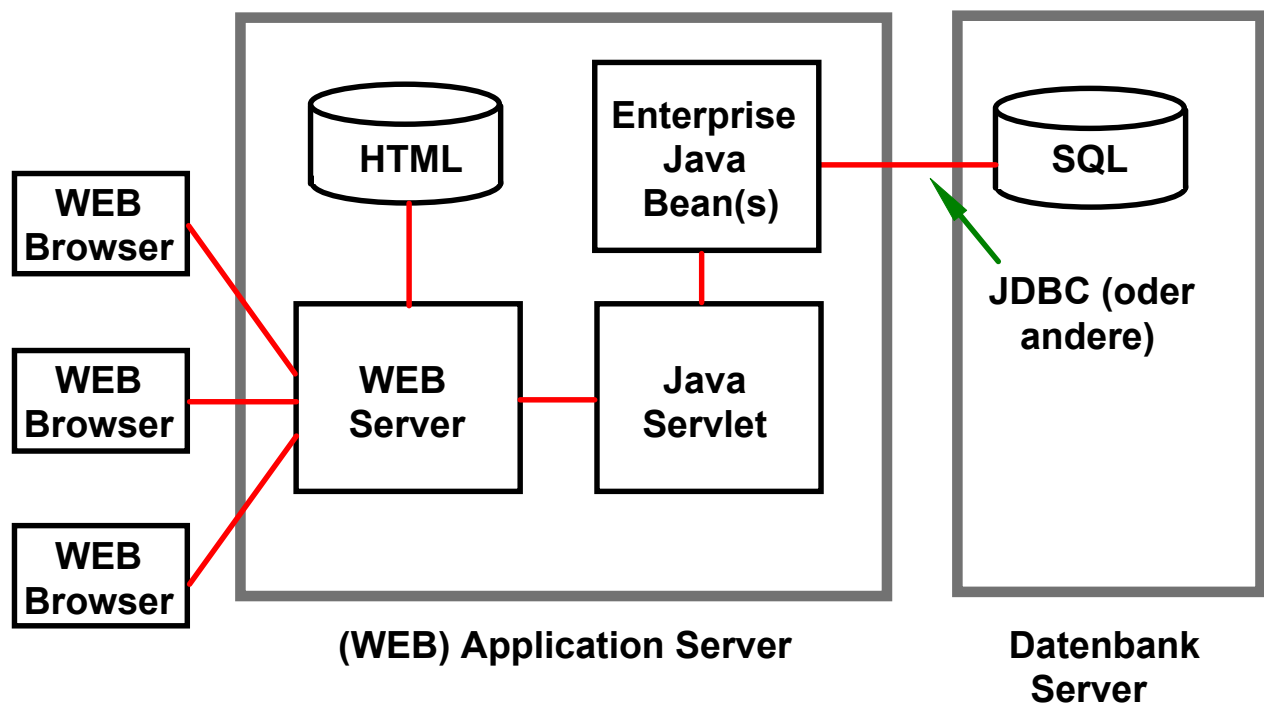 WEB
Browser
WEB
Browser
WEB
Browser
HTML
WEB
Server
Enterprise
Java
Bean(s)
Java
Servlet
(WEB) Application Server
SQL
JDBC (oder
andere)
Datenbank
Server